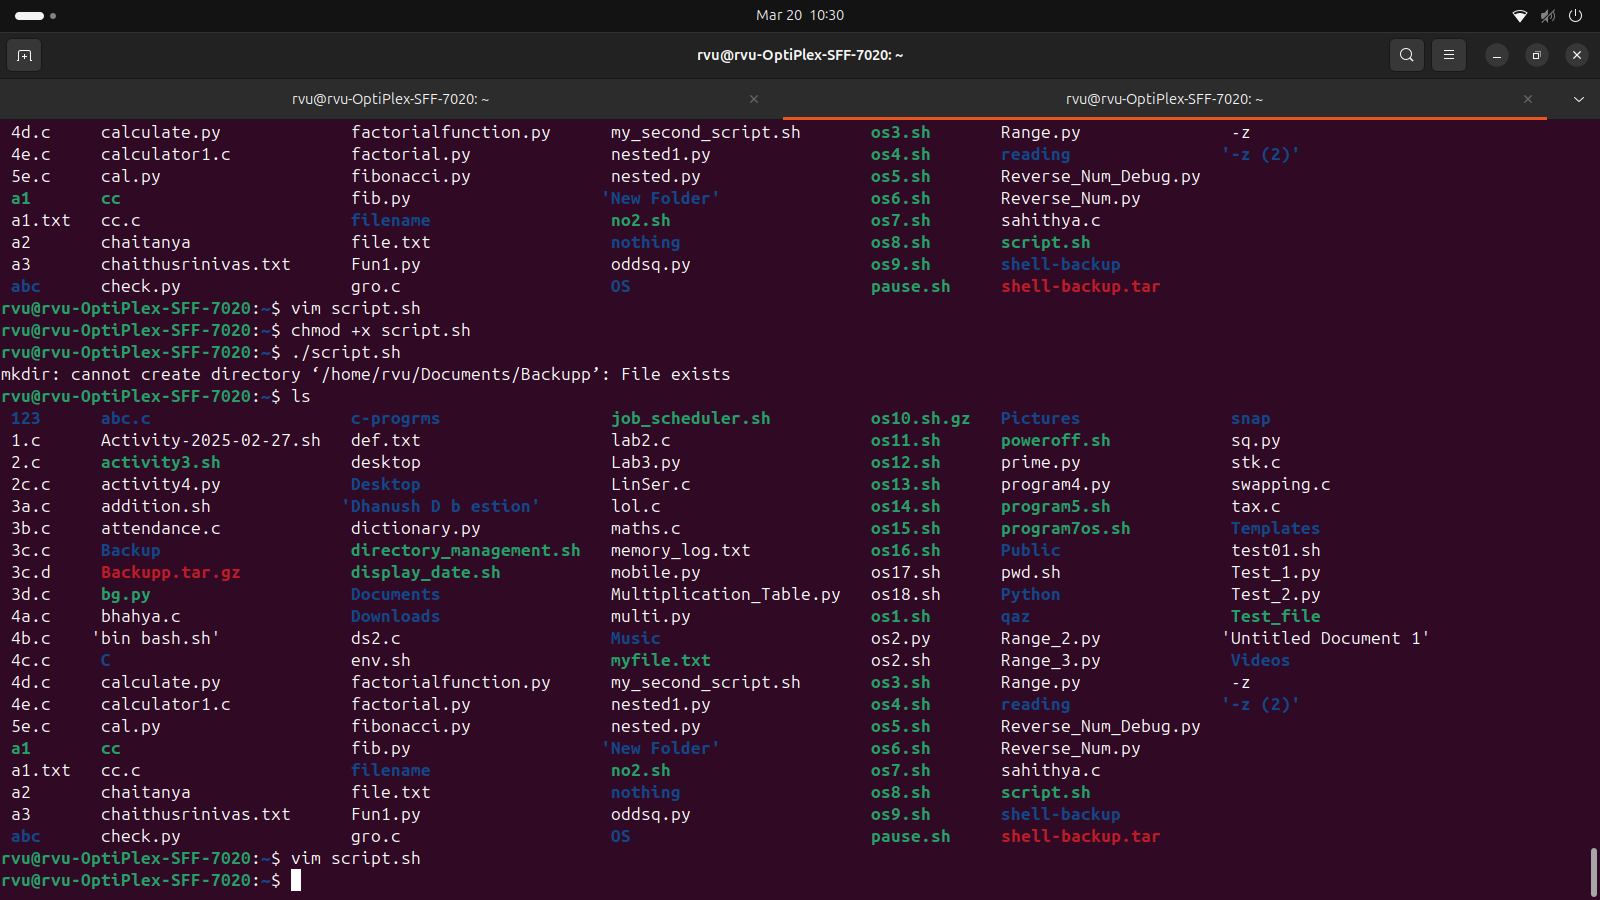 Mar 20 10:30
rvu@rvu-OptiPlex-SFF-7020: ~
rvu@rvu-OptiPlex-SFF-7020: ~ rvu@rvu-OptiPlex-SFF-7020: ~
4d.c calculate.py factorialfunction.py my_second_script.sh os3.sh Range.py -z
4e.c calculator1.c factorial.py nested1.py os4.sh reading '-z (2)'
5e.c cal.py fibonacci.py nested.py os5.sh Reverse_Num_Debug.py
a1 cc fib.py 'New Folder' os6.sh Reverse_Num.py
a1.txt cc.c filename no2.sh os7.sh sahithya.c
a2 chaitanya file.txt nothing os8.sh script.sh
a3 chaithusrinivas.txt Fun1.py oddsq.py os9.sh shell-backup
abc check.py gro.c OS pause.sh shell-backup.tar
rvu@rvu-OptiPlex-SFF-7020:~$ vim script.sh
rvu@rvu-OptiPlex-SFF-7020:~$ chmod +x script.sh
rvu@rvu-OptiPlex-SFF-7020:~$ ./script.sh
mkdir: cannot create directory ‘/home/rvu/Documents/Backupp’: File exists
rvu@rvu-OptiPlex-SFF-7020:~$ ls
123 abc.c c-progrms job_scheduler.sh os10.sh.gz Pictures snap
1.c Activity-2025-02-27.sh def.txt lab2.c os11.sh poweroff.sh sq.py
2.c activity3.sh desktop Lab3.py os12.sh prime.py stk.c
2c.c activity4.py Desktop LinSer.c os13.sh program4.py swapping.c
3a.c addition.sh 'Dhanush D b estion' lol.c os14.sh program5.sh tax.c
3b.c attendance.c dictionary.py maths.c os15.sh program7os.sh Templates
3c.c Backup directory_management.sh memory_log.txt os16.sh Public test01.sh
3c.d Backupp.tar.gz display_date.sh mobile.py os17.sh pwd.sh Test_1.py
3d.c bg.py Documents Multiplication_Table.py os18.sh Python Test_2.py
4a.c bhahya.c Downloads multi.py os1.sh qaz Test_file
4b.c 'bin bash.sh' ds2.c Music os2.py Range_2.py 'Untitled Document 1'
4c.c C env.sh myfile.txt os2.sh Range_3.py Videos
4d.c calculate.py factorialfunction.py my_second_script.sh os3.sh Range.py -z
4e.c calculator1.c factorial.py nested1.py os4.sh reading '-z (2)'
5e.c cal.py fibonacci.py nested.py os5.sh Reverse_Num_Debug.py
a1 cc fib.py 'New Folder' os6.sh Reverse_Num.py
a1.txt cc.c filename no2.sh os7.sh sahithya.c
a2 chaitanya file.txt nothing os8.sh script.sh
a3 chaithusrinivas.txt Fun1.py oddsq.py os9.sh shell-backup
abc check.py gro.c OS pause.sh shell-backup.tar
rvu@rvu-OptiPlex-SFF-7020:~$ vim script.sh
rvu@rvu-OptiPlex-SFF-7020:~$